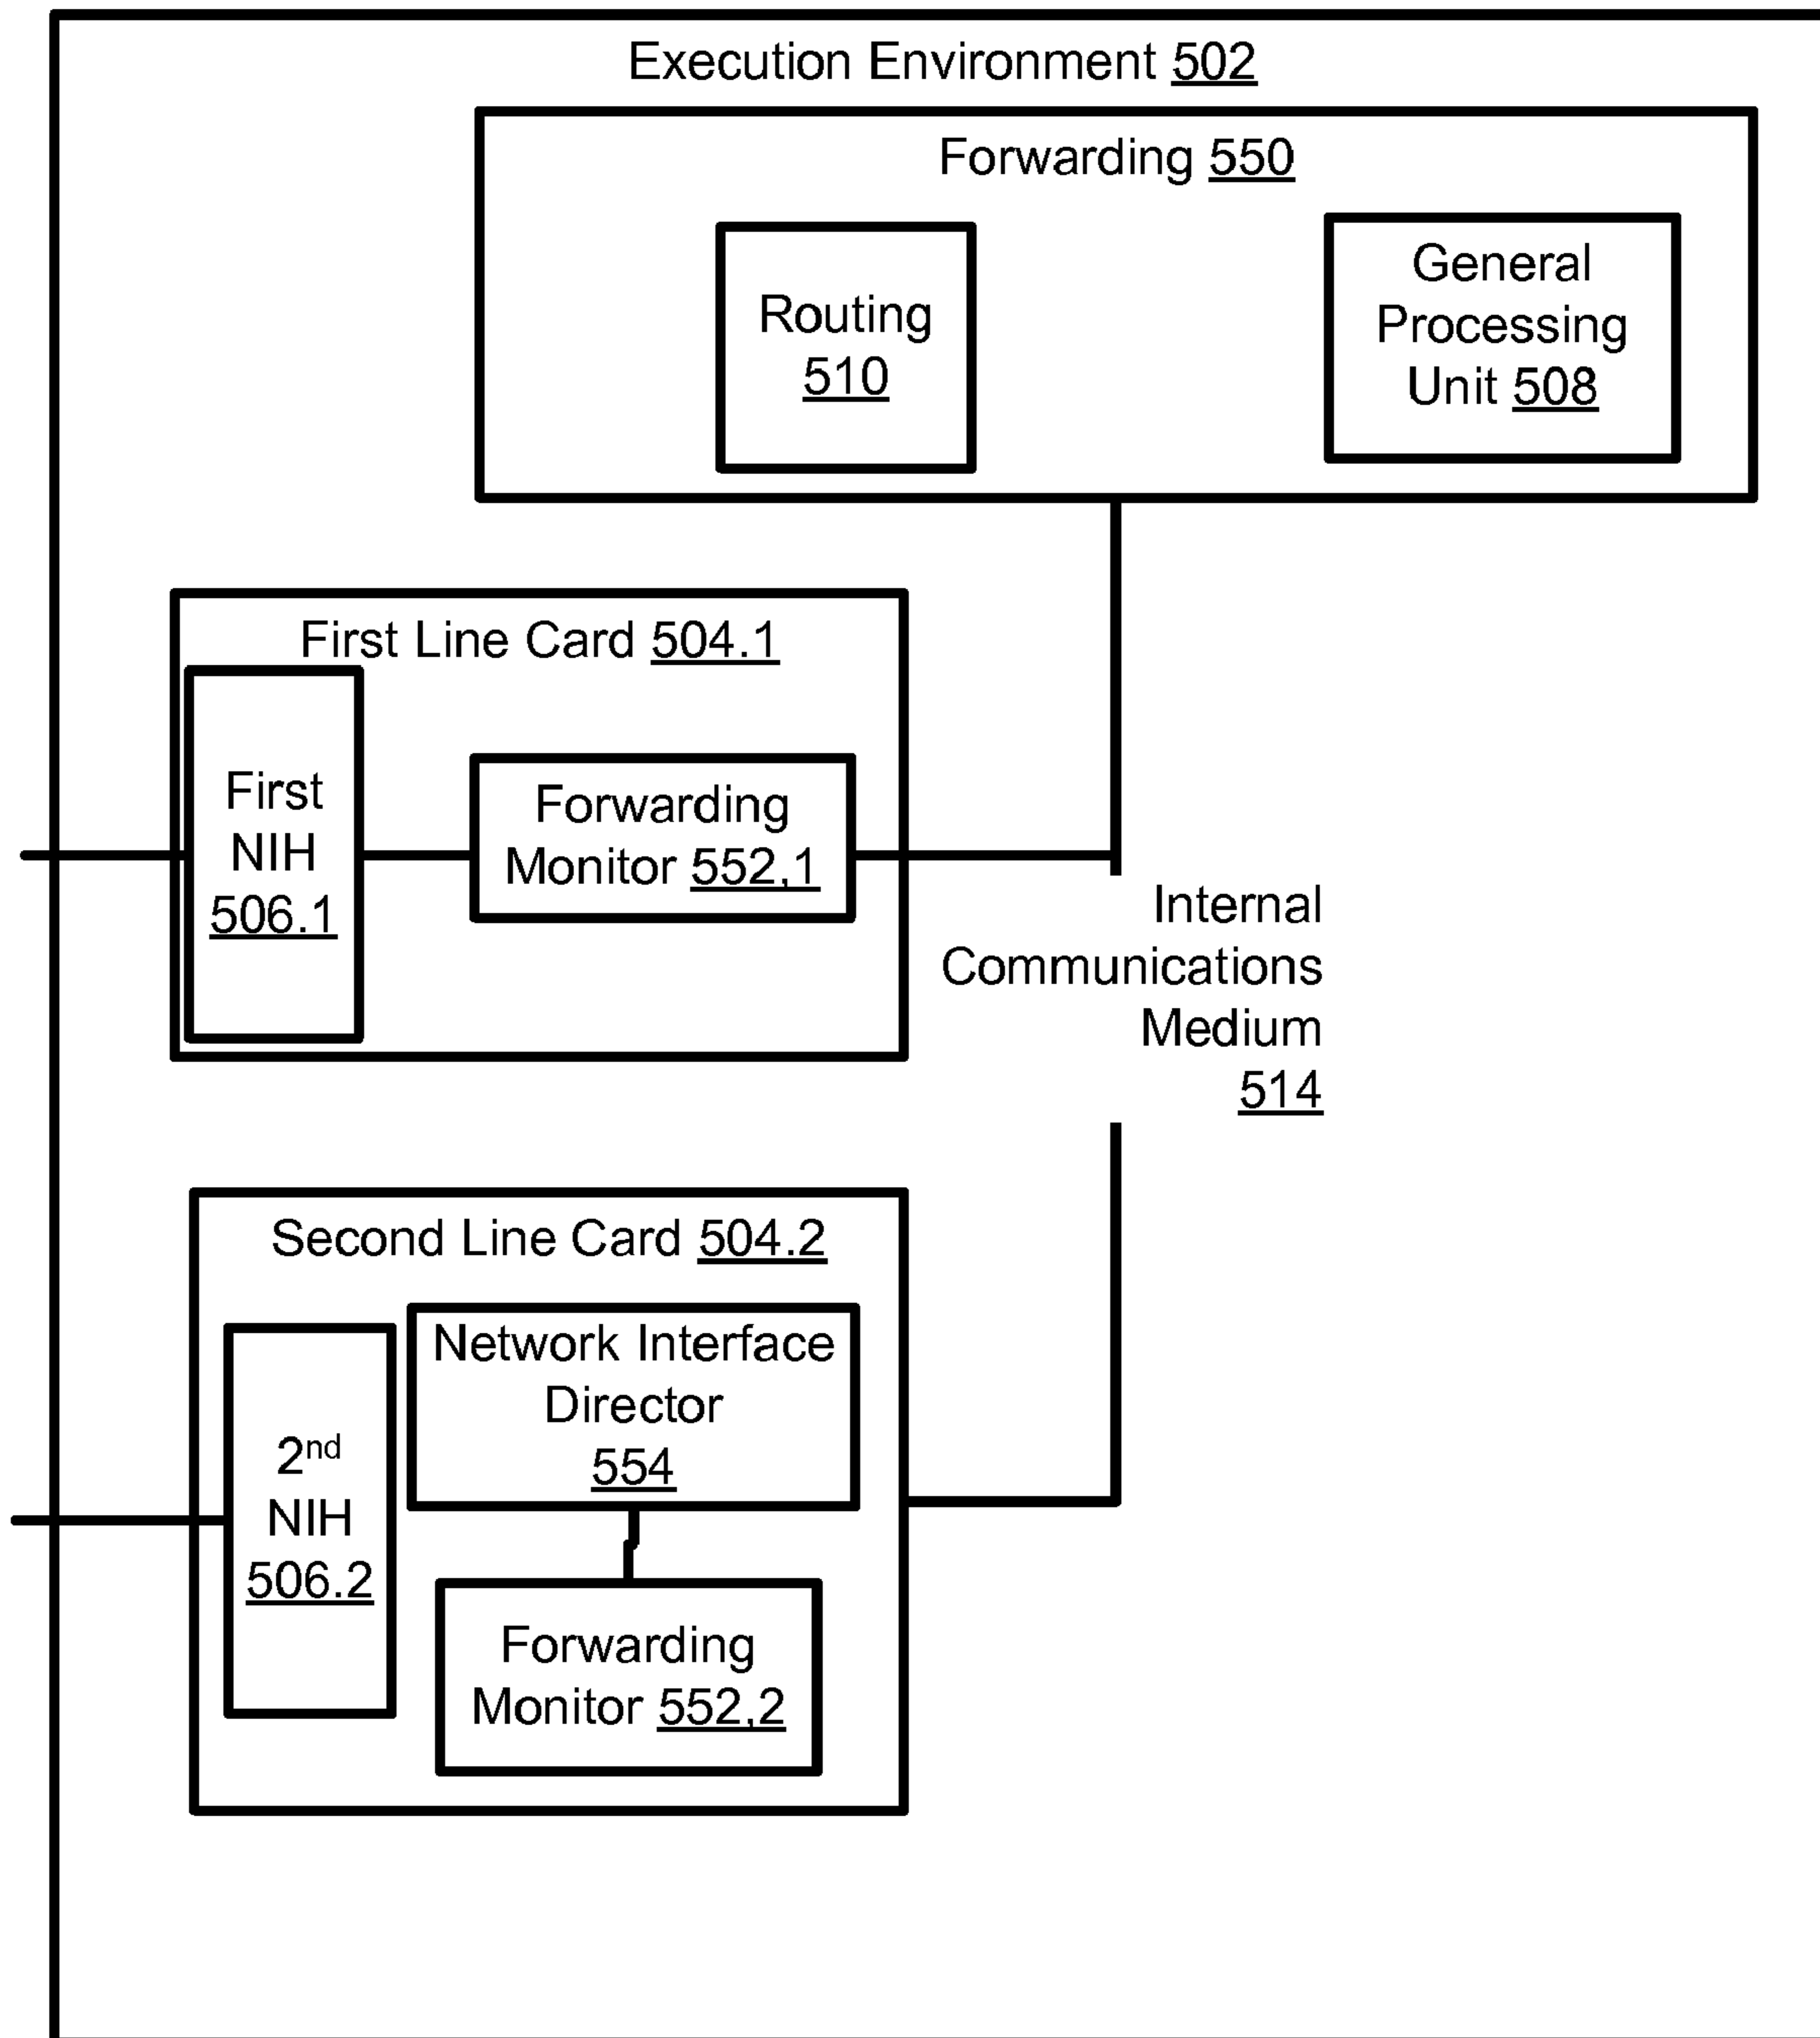 Execution Environment 502
Forwarding 550
Routing
510
General
Processing
Unit 508
First Line Card 504.1
First
NIH
506.1
Forwarding
Monitor 552,1
Internal
Communications
Medium
514
Second Line Card 504.2
2nd
NIH
506.2
Network Interface
Director
554
Forwarding
Monitor 552,2